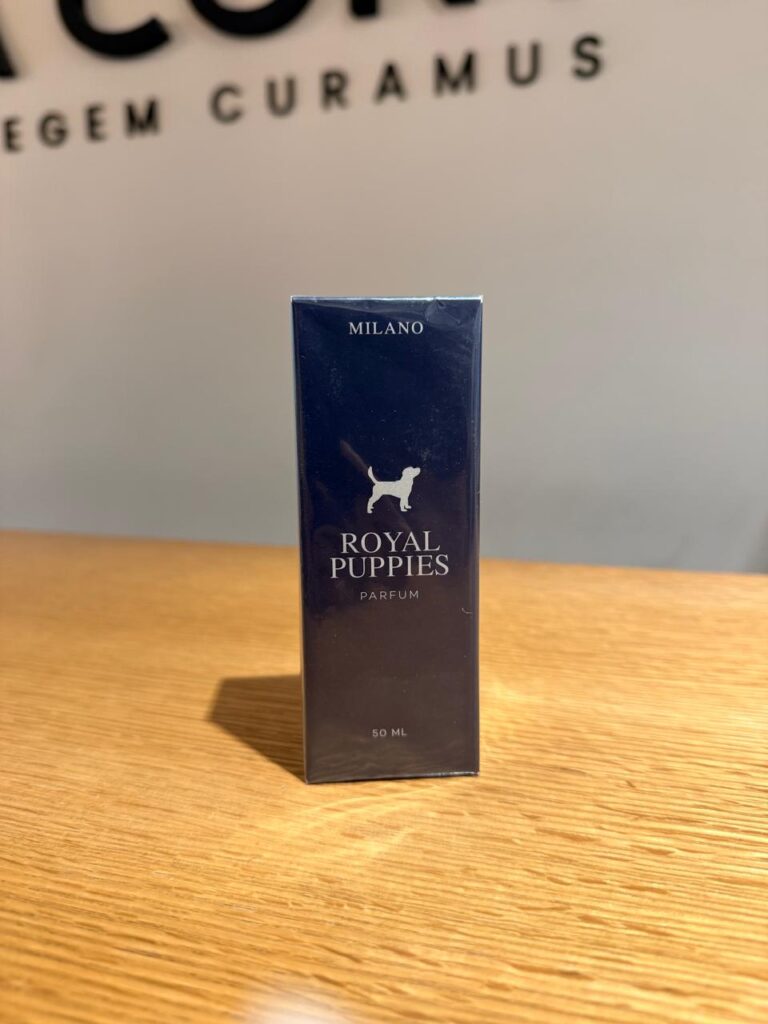 EGEM CURAMUS
MILANO
ROYAL
PUPPIES
PARFUM
50 ML